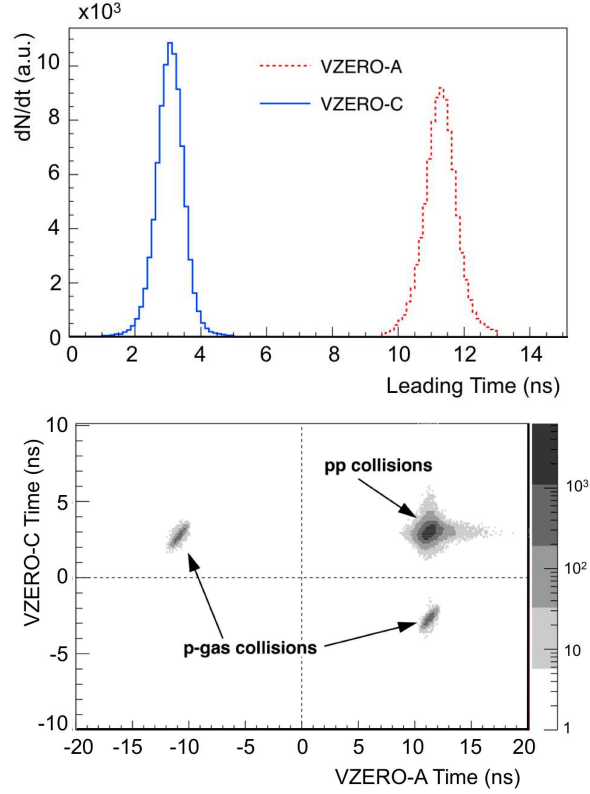 x10³
dN/dt (a.u.)
10
8
6
4
2
0
VZERO-A
VZERO-C
0 2 4 6 8 10 12 14
Leading Time (ns)
VZERO-C Time (ns)
10
5
0
-5
-10
pp collisions
p-gas collisions
10³
10²
10
1
-20 -15 -10 -5 0 5 10 15 20
VZERO-A Time (ns)